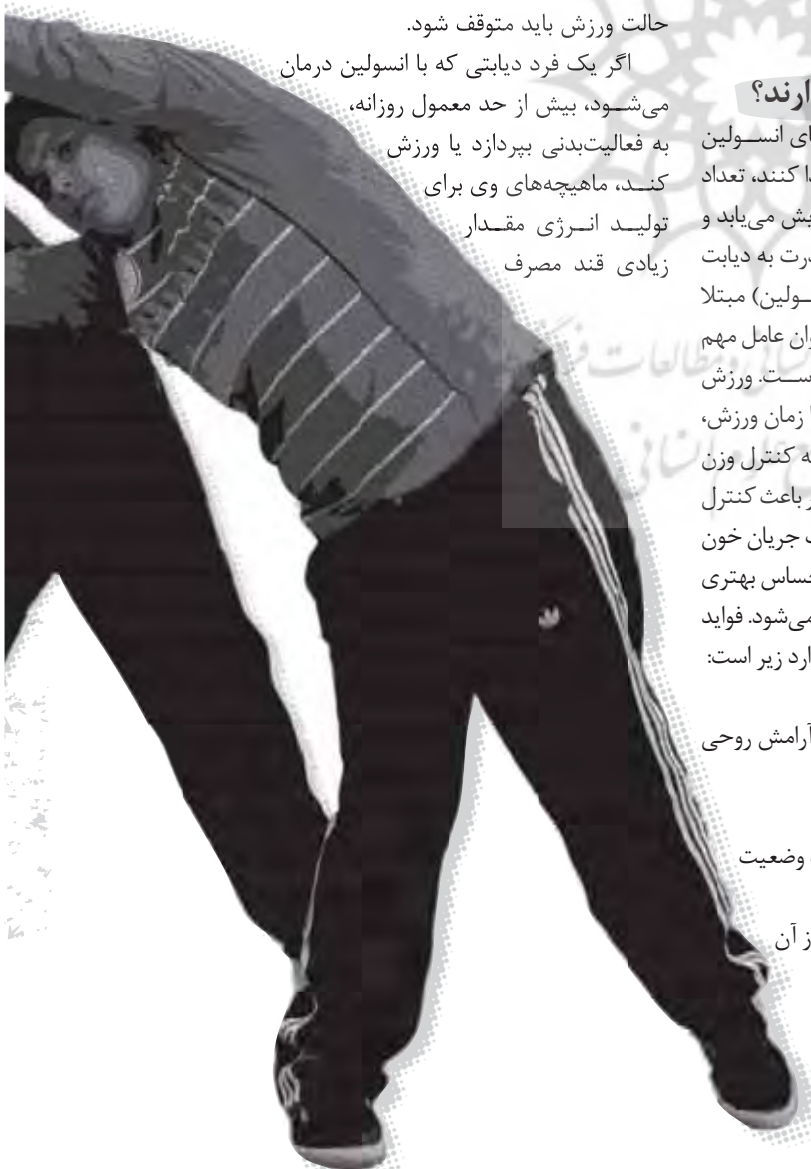 ارند؟
ای انسولین
دا کنند، تعداد
یش می‌یابد و
درت به دیابت
سولین) مبتلا
وان عامل مهم
است. ورزش
زمان ورزش،
ه کنترل وزن
ر باعث کنترل
جریان خون
حساس بهتری
می‌شود. فواید
ارد زیر است:
آرامش روحی
وضعیت
ز آن
حالت ورزش باید متوقف شود.
اگر یک فرد دیابتی که با انسولین درمان
می‌شود، بیش از حد معمول روزانه،
به فعالیت‌بدنی بپردازد یا ورزش
کند، ماهیچه‌های وی برای
تولید انرژی مقدار
زیادی قند مصرف